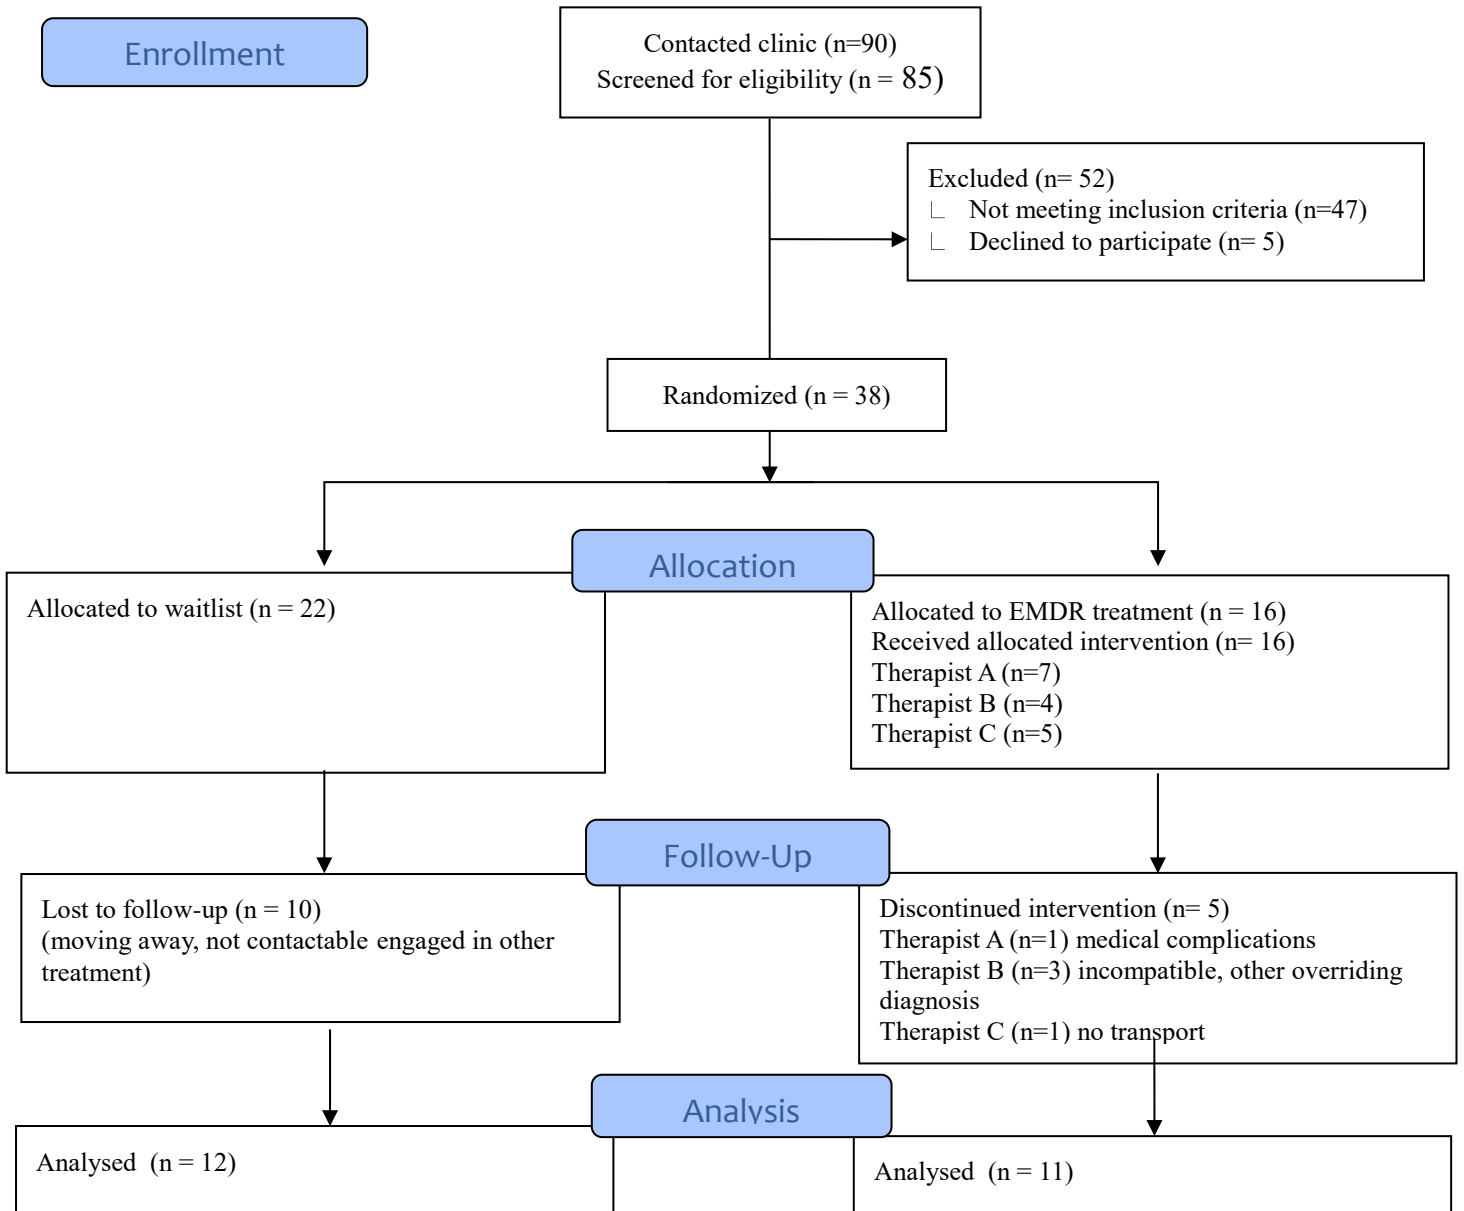 Enrollment
Contacted clinic (n=90)
Screened for eligibility (n = 85)
Excluded (n= 52)
Not meeting inclusion criteria (n=47)
Declined to participate (n= 5)
Randomized (n = 38)
Allocation
Allocated to waitlist (n = 22)
Allocated to EMDR treatment (n = 16)
Received allocated intervention (n= 16)
Therapist A (n=7)
Therapist B (n=4)
Therapist C (n=5)
Follow-Up
Lost to follow-up (n = 10)
(moving away, not contactable engaged in other
treatment)
Discontinued intervention (n= 5)
Therapist A (n=1) medical complications
Therapist B (n=3) incompatible, other overriding
diagnosis
Therapist C (n=1) no transport
Analysis
Analysed  (n = 12)
Analysed  (n = 11)